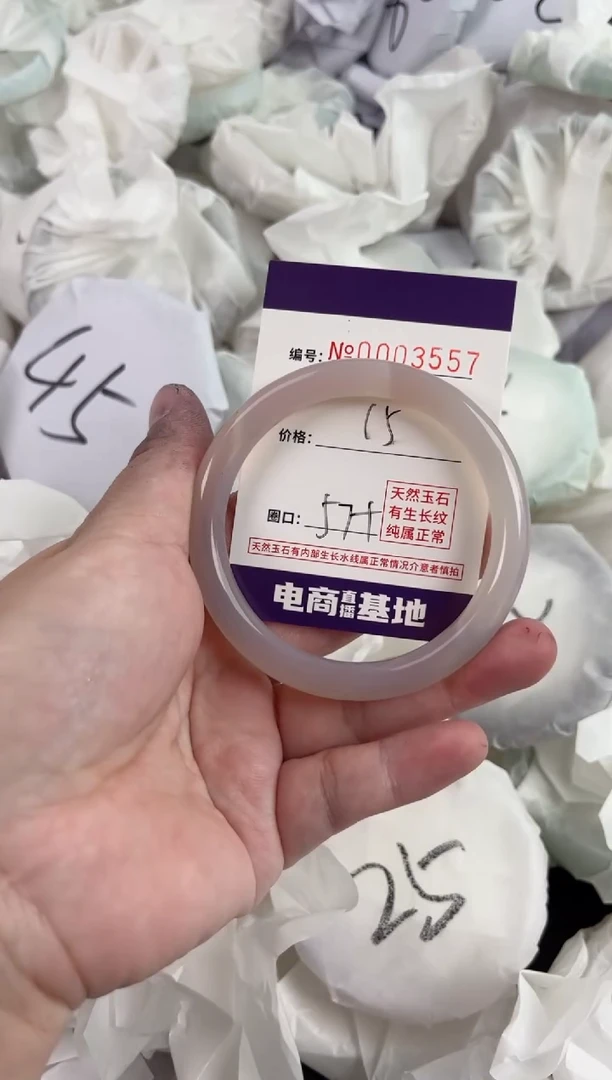 编号: №0003557
价格: 15
圈口: 57+
天然玉石
有生长纹
纯属正常
天然玉石有内部生长水线属正常情况介意者慎拍
电商直播基地
45
25